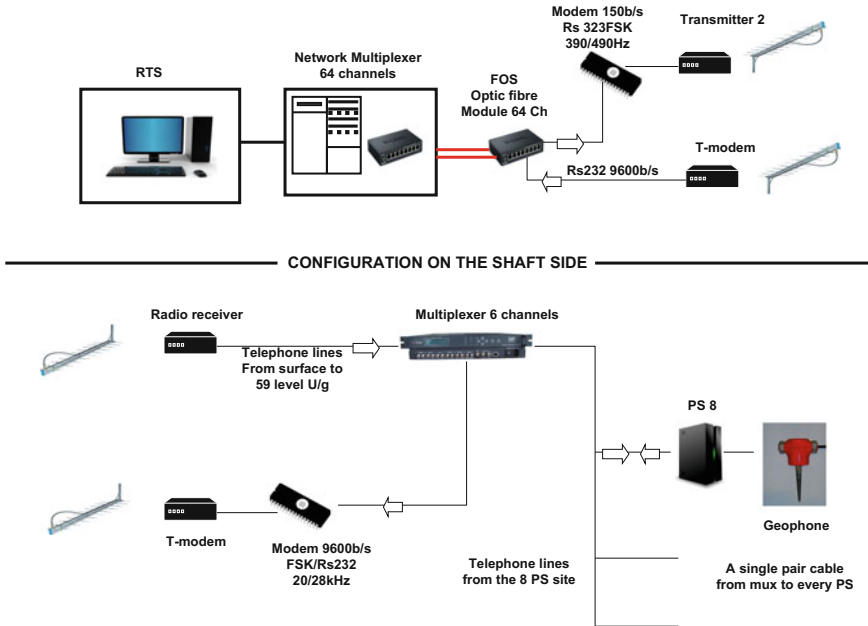 Modem 150b/s
Rs 323FSK
390/490Hz
Transmitter 2
Network Multiplexer
64 channels
RTS
FOS
Optic fibre
Module 64 Ch
T-modem
Rs232 9600b/s
CONFIGURATION ON THE SHAFT SIDE
Radio receiver
Multiplexer 6 channels
Telephone lines
From surface to
59 level U/g
PS 8
Geophone
T-modem
Modem 9600b/s
FSK/Rs232
20/28kHz
Telephone lines
from the 8 PS site
A single pair cable
from mux to every PS